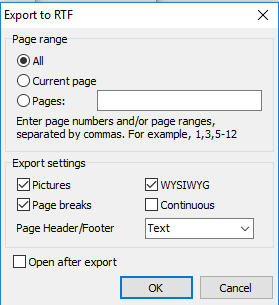 Export to RTF
Page range
All
Current page
Pages:
Enter page numbers and/or page ranges,
separated by commas. For example, 1,3,5-12
Export settings
Pictures WYSIWYG
Page breaks Continuous
Page Header/Footer Text
Open after export
OK Cancel